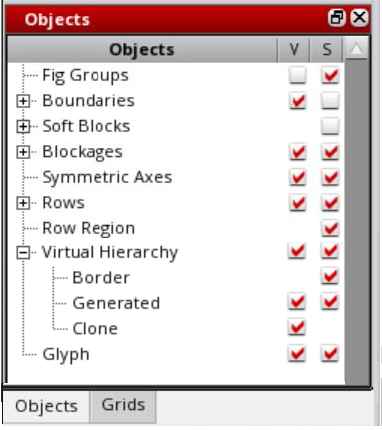 Objects
Objects V S
Fig Groups
Boundaries
Soft Blocks
Blockages
Symmetric Axes
Rows
Row Region
Virtual Hierarchy
Border
Generated
Clone
Glyph
Objects Grids